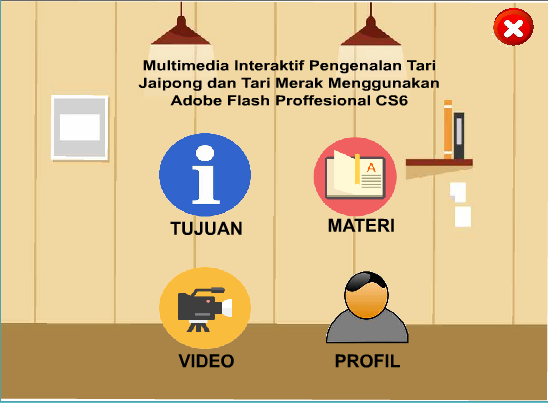 Multimedia Interaktif Pengenalan Tari
Jaipong dan Tari Merak Menggunakan
Adobe Flash Proffesional CS6
TUJUAN
A
MATERI
VIDEO
PROFIL